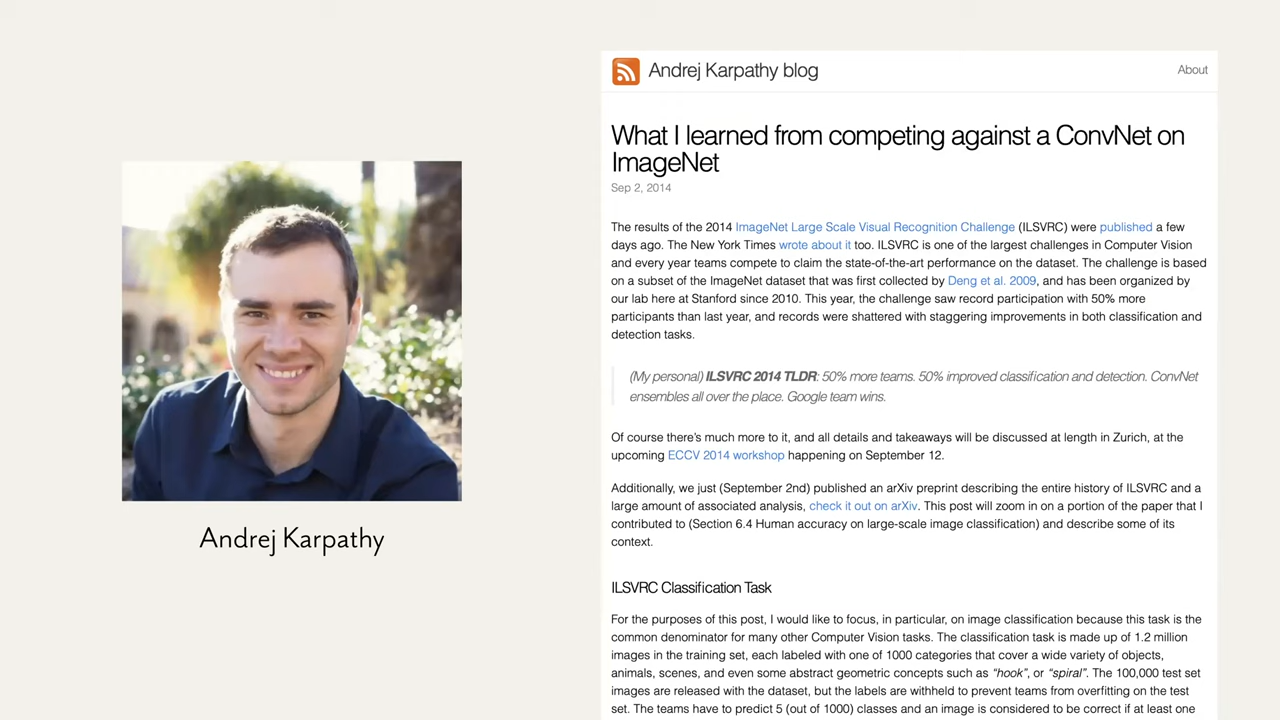 Andrej Karpathy
Andrej Karpathy blog
About
What I learned from competing against a ConvNet on
ImageNet
Sep 2, 2014
The results of the 2014 ImageNet Large Scale Visual Recognition Challenge (ILSVRC) were published a few
days ago. The New York Times wrote about it too. ILSVRC is one of the largest challenges in Computer Vision
and every year teams compete to claim the state-of-the-art performance on the dataset. The challenge is based
on a subset of the ImageNet dataset that was first collected by Deng et al. 2009, and has been organized by
our lab here at Stanford since 2010. This year, the challenge saw record participation with 50% more
participants than last year, and records were shattered with staggering improvements in both classification and
detection tasks.
(My personal) ILSVRC 2014 TLDR: 50% more teams. 50% improved classification and detection. ConvNet
ensembles all over the place. Google team wins.
Of course there's much more to it, and all details and takeaways will be discussed at length in Zurich, at the
upcoming ECCV 2014 workshop happening on September 12.
Additionally, we just (September 2nd) published an arXiv preprint describing the entire history of ILSVRC and a
large amount of associated analysis, check it out on arXiv. This post will zoom in on a portion of the paper that I
contributed to (Section 6.4 Human accuracy on large-scale image classification) and describe some of its
context.
ILSVRC Classification Task
For the purposes of this post, I would like to focus, in particular, on image classification because this task is the
common denominator for many other Computer Vision tasks. The classification task is made up of 1.2 million
images in the training set, each labeled with one of 1000 categories that cover a wide variety of objects,
animals, scenes, and even some abstract geometric concepts such as "hook", or "spiral". The 100,000 test set
images are released with the dataset, but the labels are withheld to prevent teams from overfitting on the test
set. The teams have to predict 5 (out of 1000) classes and an image is considered to be correct if at least one